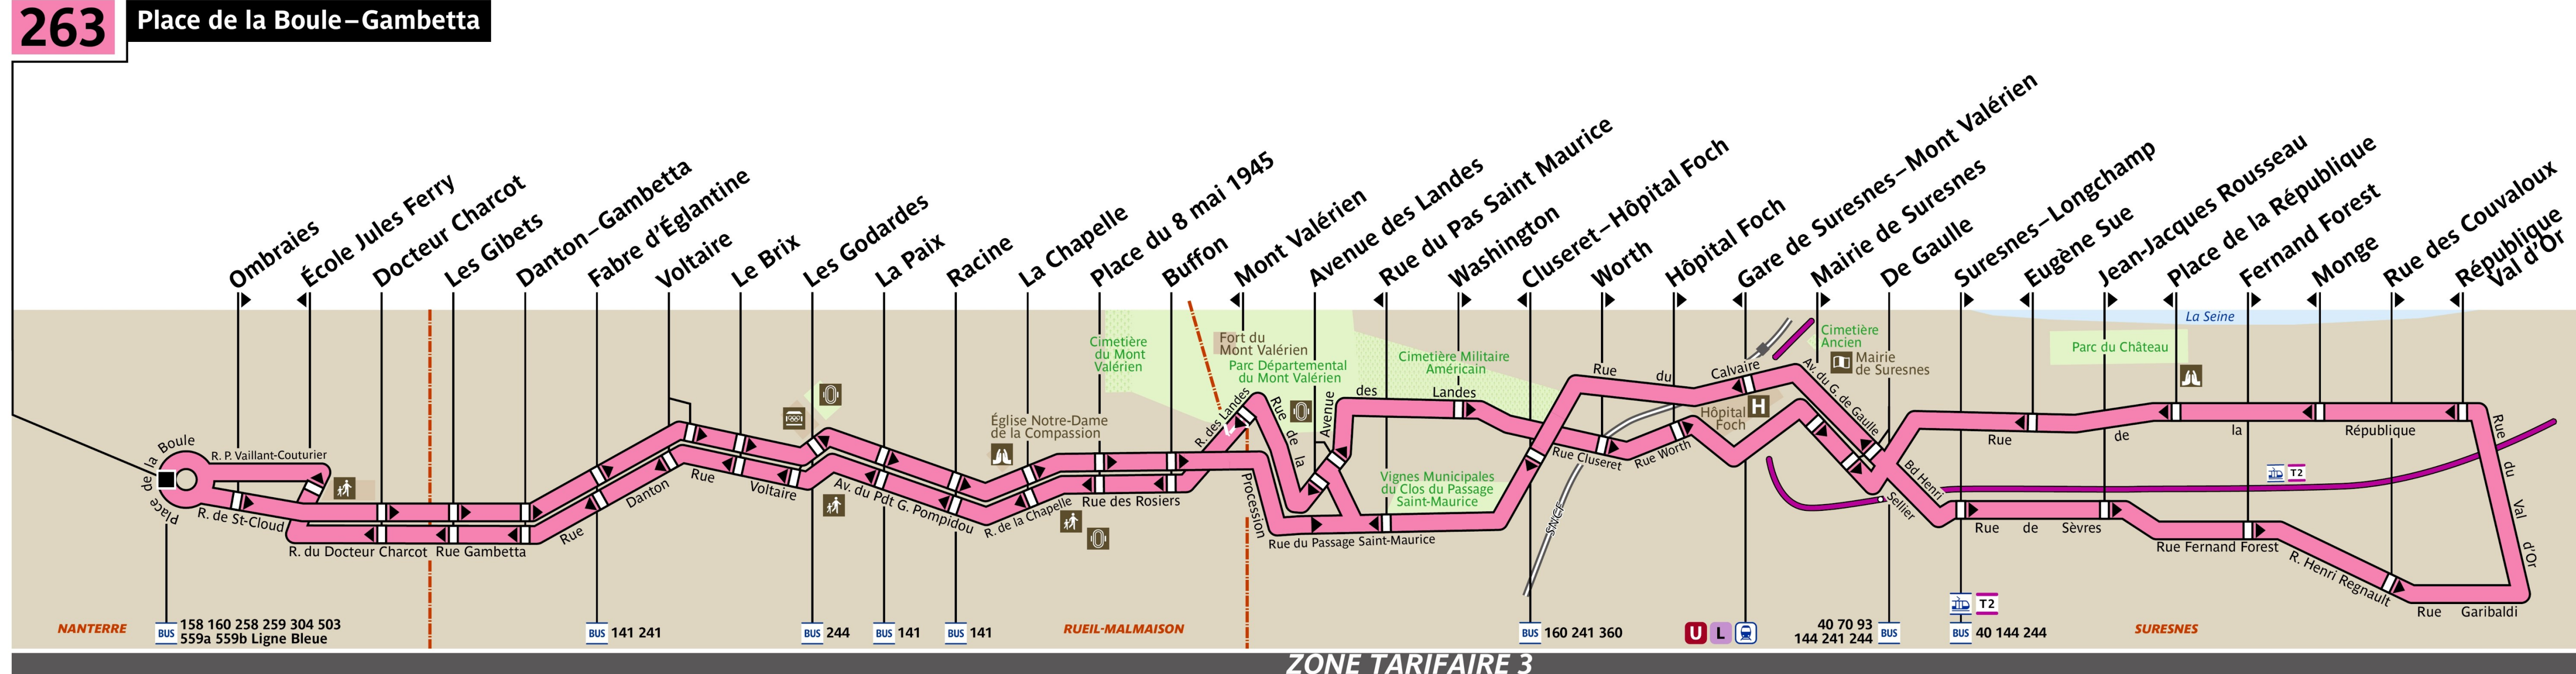 263
Place de la Boule–Gambetta
Ombraies
École Jules Ferry
Docteur Charcot
Les Gibets
Danton–Gambetta
Fabre d’Églantine
Voltaire
Le Brix
Les Godardes
La Paix
Racine
La Chapelle
Place du 8 mai 1945
Buffon
Mont Valérien
Avenue des Landes
Rue du Pas Saint Maurice
Washington
Cluseret–Hôpital Foch
Worth
Hôpital Foch
Gare de Suresnes–Mont Valérien
Mairie de Suresnes
De Gaulle
Suresnes–Longchamp
Eugène Sue
Jean-Jacques Rousseau
Place de la République
Fernand Forest
Monge
Rue des Couvaloux
République
Val d’Or
Place de la Boule
R. P. Vaillant-Couturier
R. de St-Cloud
R. du Docteur Charcot
Rue Gambetta
Rue Danton
Rue Voltaire
Av. du Pdt G. Pompidou
Église Notre-Dame
de la Compassion
R. de la Chapelle
Rue des Rosiers
Cimetière
du Mont
Valérien
Fort du
Mont Valérien
Parc Départemental
du Mont Valérien
R. des Landes
Rue de la Procession
Avenue des Landes
Rue du Passage Saint-Maurice
Cimetière Militaire
Américain
Vignes Municipales
du Clos du Passage
Saint-Maurice
SNCF
Rue Cluseret
Rue Worth
Rue du Calvaire
Hôpital
Foch
H
Cimetière
Ancien
Mairie
de Suresnes
Av. du G. de Gaulle
Bd Henri Sellier
La Seine
Parc du Château
Rue de la République
T2
Rue de Sèvres
Rue Fernand Forest
R. Henri Regnault
Rue Garibaldi
Rue du Val d’Or
NANTERRE
BUS
158 160 258 259 304 503
559a 559b Ligne Bleue
BUS 141 241
BUS 244
BUS 141
BUS 141
RUEIL-MALMAISON
BUS 160 241 360
U L
40 70 93
144 241 244 BUS
T2
BUS 40 144 244
SURESNES
ZONE TARIFAIRE 3